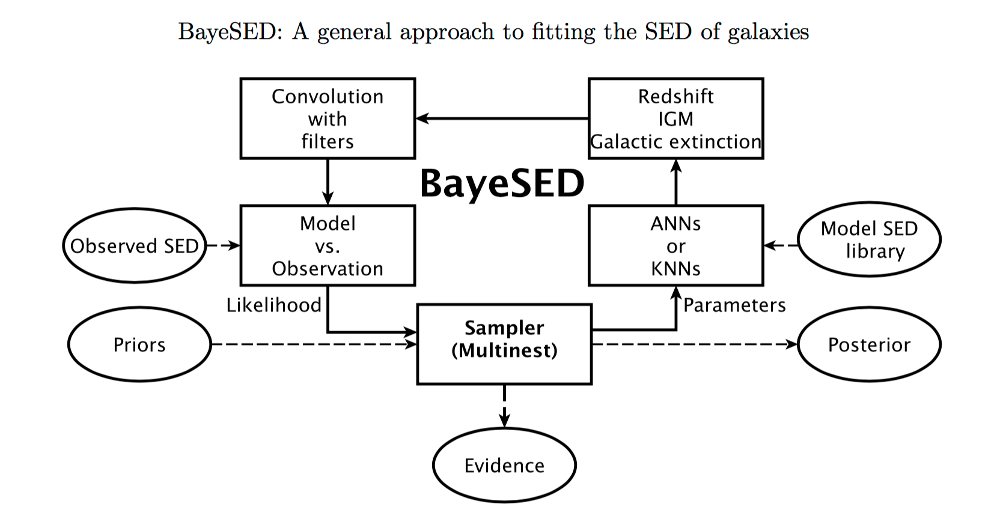 BayeSED: A general approach to fitting the SED of galaxies
Convolution
with
filters
Redshift
IGM
Galactic extinction
BayeSED
Observed SED
Model
vs.
Observation
ANNs
or
KNNs
Model SED
library
Likelihood
Parameters
Priors
Sampler
(Multinest)
Posterior
Evidence